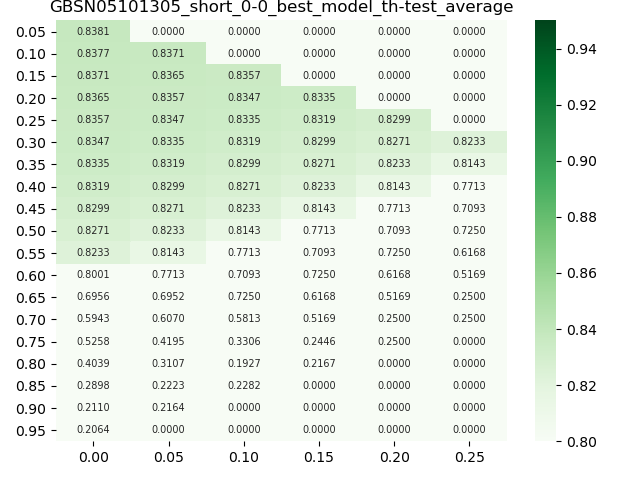 GBSN05101305_short_0-0_best_model_th-test_average
0.05 0.8381 0.0000 0.0000 0.0000 0.0000 0.0000
0.10 0.8377 0.8371 0.0000 0.0000 0.0000 0.0000
0.15 0.8371 0.8365 0.8357 0.0000 0.0000 0.0000
0.20 0.8365 0.8357 0.8347 0.8335 0.0000 0.0000
0.25 0.8357 0.8347 0.8335 0.8319 0.8299 0.0000
0.30 0.8347 0.8335 0.8319 0.8299 0.8271 0.8233
0.35 0.8335 0.8319 0.8299 0.8271 0.8233 0.8143
0.40 0.8319 0.8299 0.8271 0.8233 0.8143 0.7713
0.45 0.8299 0.8271 0.8233 0.8143 0.7713 0.7093
0.50 0.8271 0.8233 0.8143 0.7713 0.7093 0.7250
0.55 0.8233 0.8143 0.7713 0.7093 0.7250 0.6168
0.60 0.8001 0.7713 0.7093 0.7250 0.6168 0.5169
0.65 0.6956 0.6952 0.7250 0.6168 0.5169 0.2500
0.70 0.5943 0.6070 0.5813 0.5169 0.2500 0.2500
0.75 0.5258 0.4195 0.3306 0.2446 0.2500 0.0000
0.80 0.4039 0.3107 0.1927 0.2167 0.0000 0.0000
0.85 0.2898 0.2223 0.2282 0.0000 0.0000 0.0000
0.90 0.2110 0.2164 0.0000 0.0000 0.0000 0.0000
0.95 0.2064 0.0000 0.0000 0.0000 0.0000 0.0000
0.00 0.05 0.10 0.15 0.20 0.25
0.94
0.92
0.90
0.88
0.86
0.84
0.82
0.80